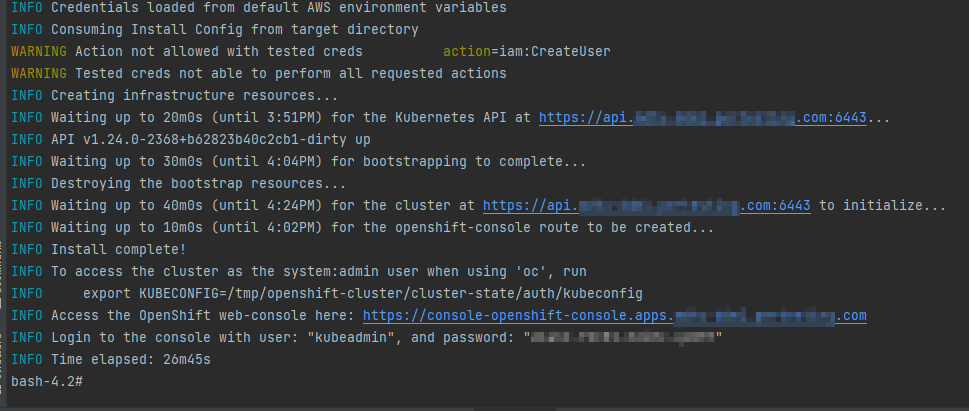 INFO Credentials loaded from default AWS environment variables
INFO Consuming Install Config from target directory
WARNING Action not allowed with tested creds          action=iam:CreateUser
WARNING Tested creds not able to perform all requested actions
INFO Creating infrastructure resources...
INFO Waiting up to 20m0s (until 3:51PM) for the Kubernetes API at https://api. .com:6443...
INFO API v1.24.0-2368+b62823b40c2cb1-dirty up
INFO Waiting up to 30m0s (until 4:04PM) for bootstrapping to complete...
INFO Destroying the bootstrap resources...
INFO Waiting up to 40m0s (until 4:24PM) for the cluster at https://api. .com:6443 to initialize...
INFO Waiting up to 10m0s (until 4:02PM) for the openshift-console route to be created...
INFO Install complete!
INFO To access the cluster as the system:admin user when using 'oc', run
INFO     export KUBECONFIG=/tmp/openshift-cluster/cluster-state/auth/kubeconfig
INFO Access the OpenShift web-console here: https://console-openshift-console.apps. .com
INFO Login to the console with user: "kubeadmin", and password: " "
INFO Time elapsed: 26m45s
bash-4.2#